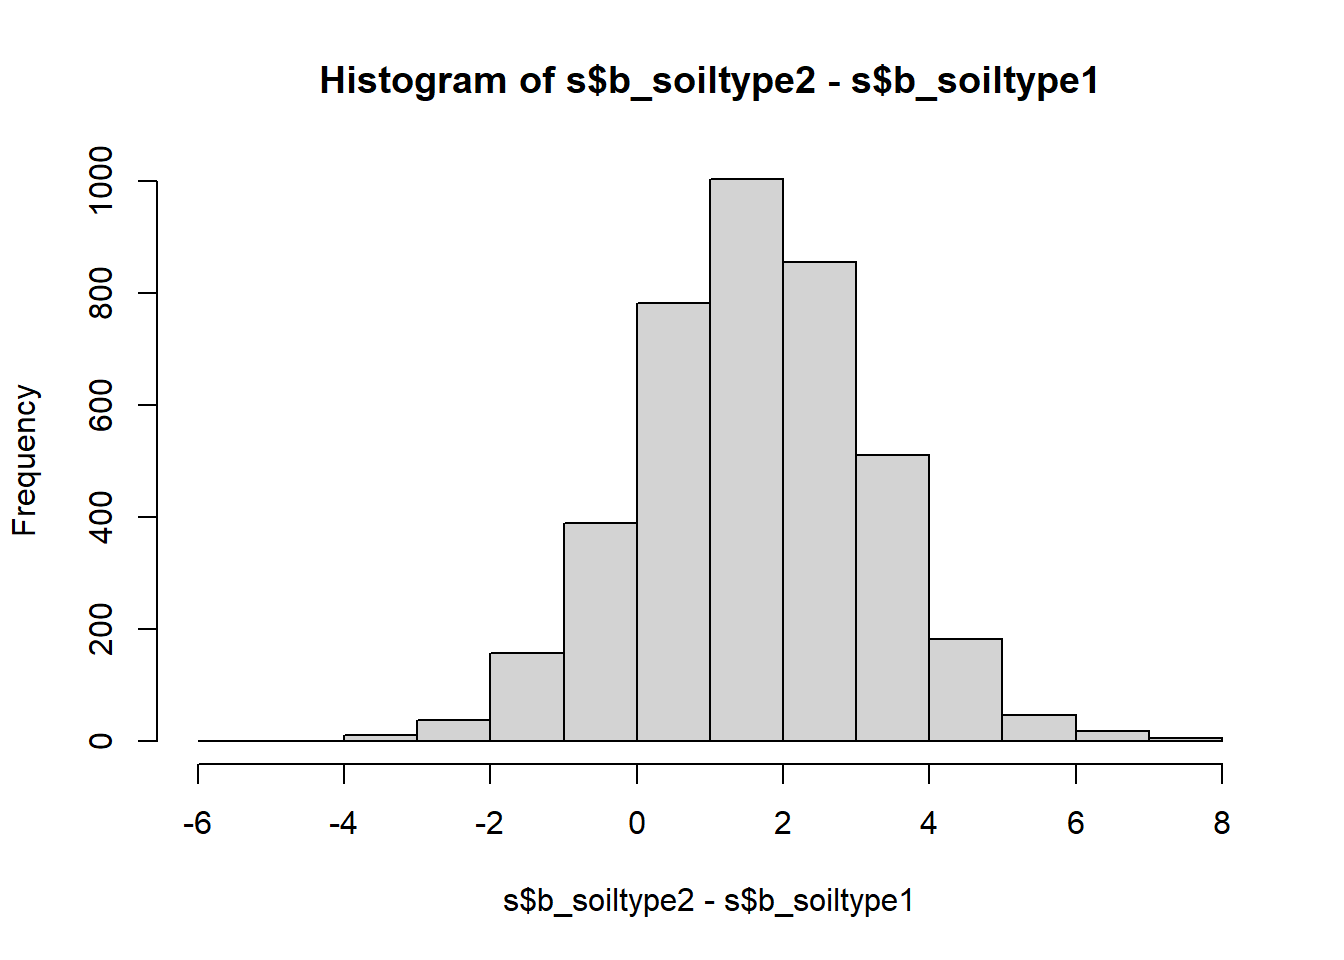 Histogram of s$b_soiltype2 - s$b_soiltype1
Frequency
1000
800
600
400
200
0
-6 -4 -2 0 2 4 6 8
s$b_soiltype2 - s$b_soiltype1